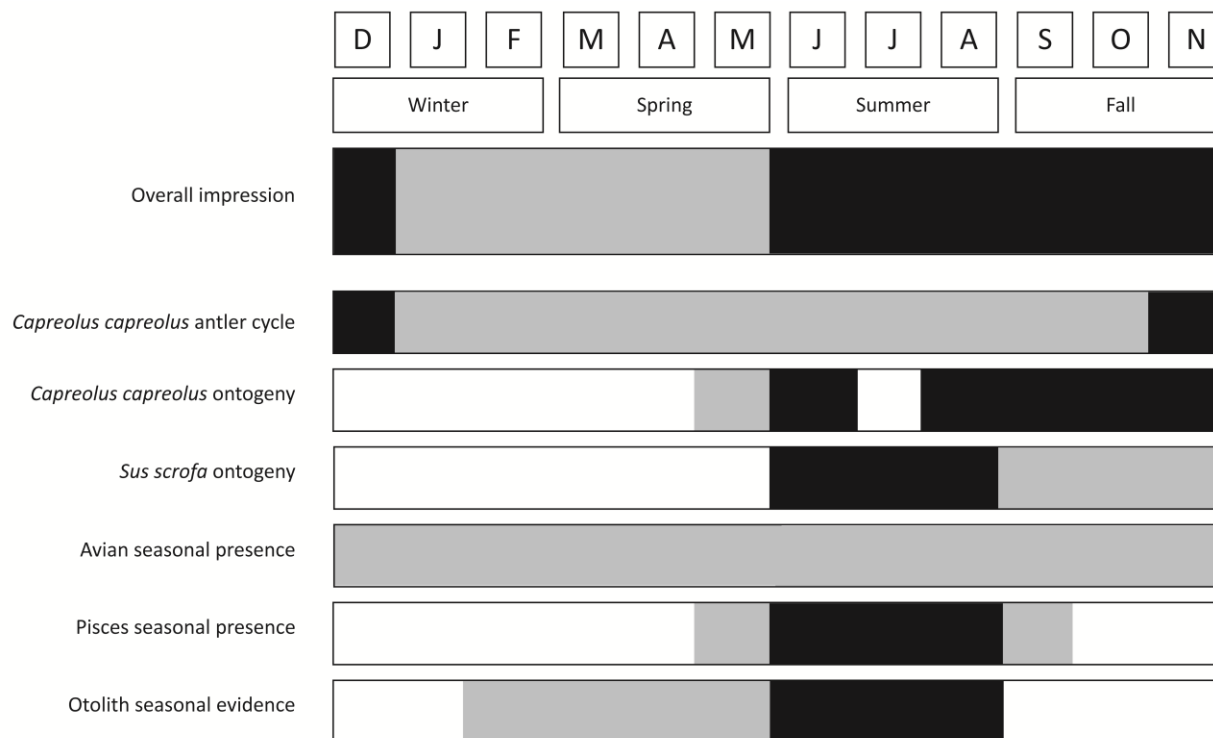 D J F M A M J J A S O N
Winter Spring Summer Fall
Overall impression
Capreolus capreolus antler cycle
Capreolus capreolus ontogeny
Sus scrofa ontogeny
Avian seasonal presence
Pisces seasonal presence
Otolith seasonal evidence